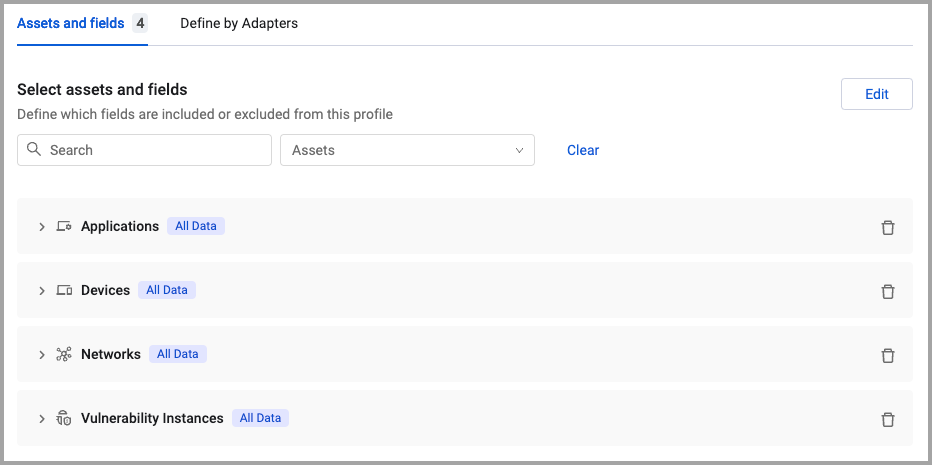 Assets and fields 4 Define by Adapters
Select assets and fields
Edit
Define which fields are included or excluded from this profile
Search Assets Clear
Applications All Data
Devices All Data
Networks All Data
Vulnerability Instances All Data